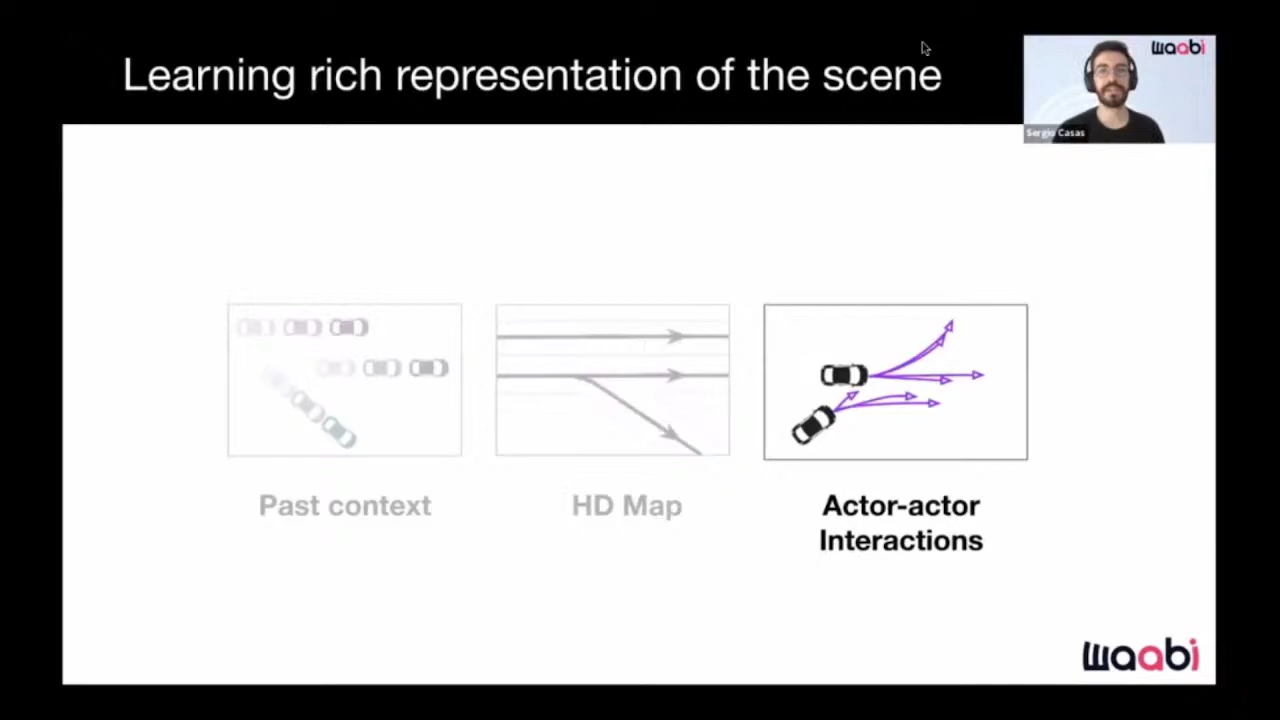 Learning rich representation of the scene
waabi
Sergio Casas
Past context
HD Map
Actor-actor
Interactions
waabi